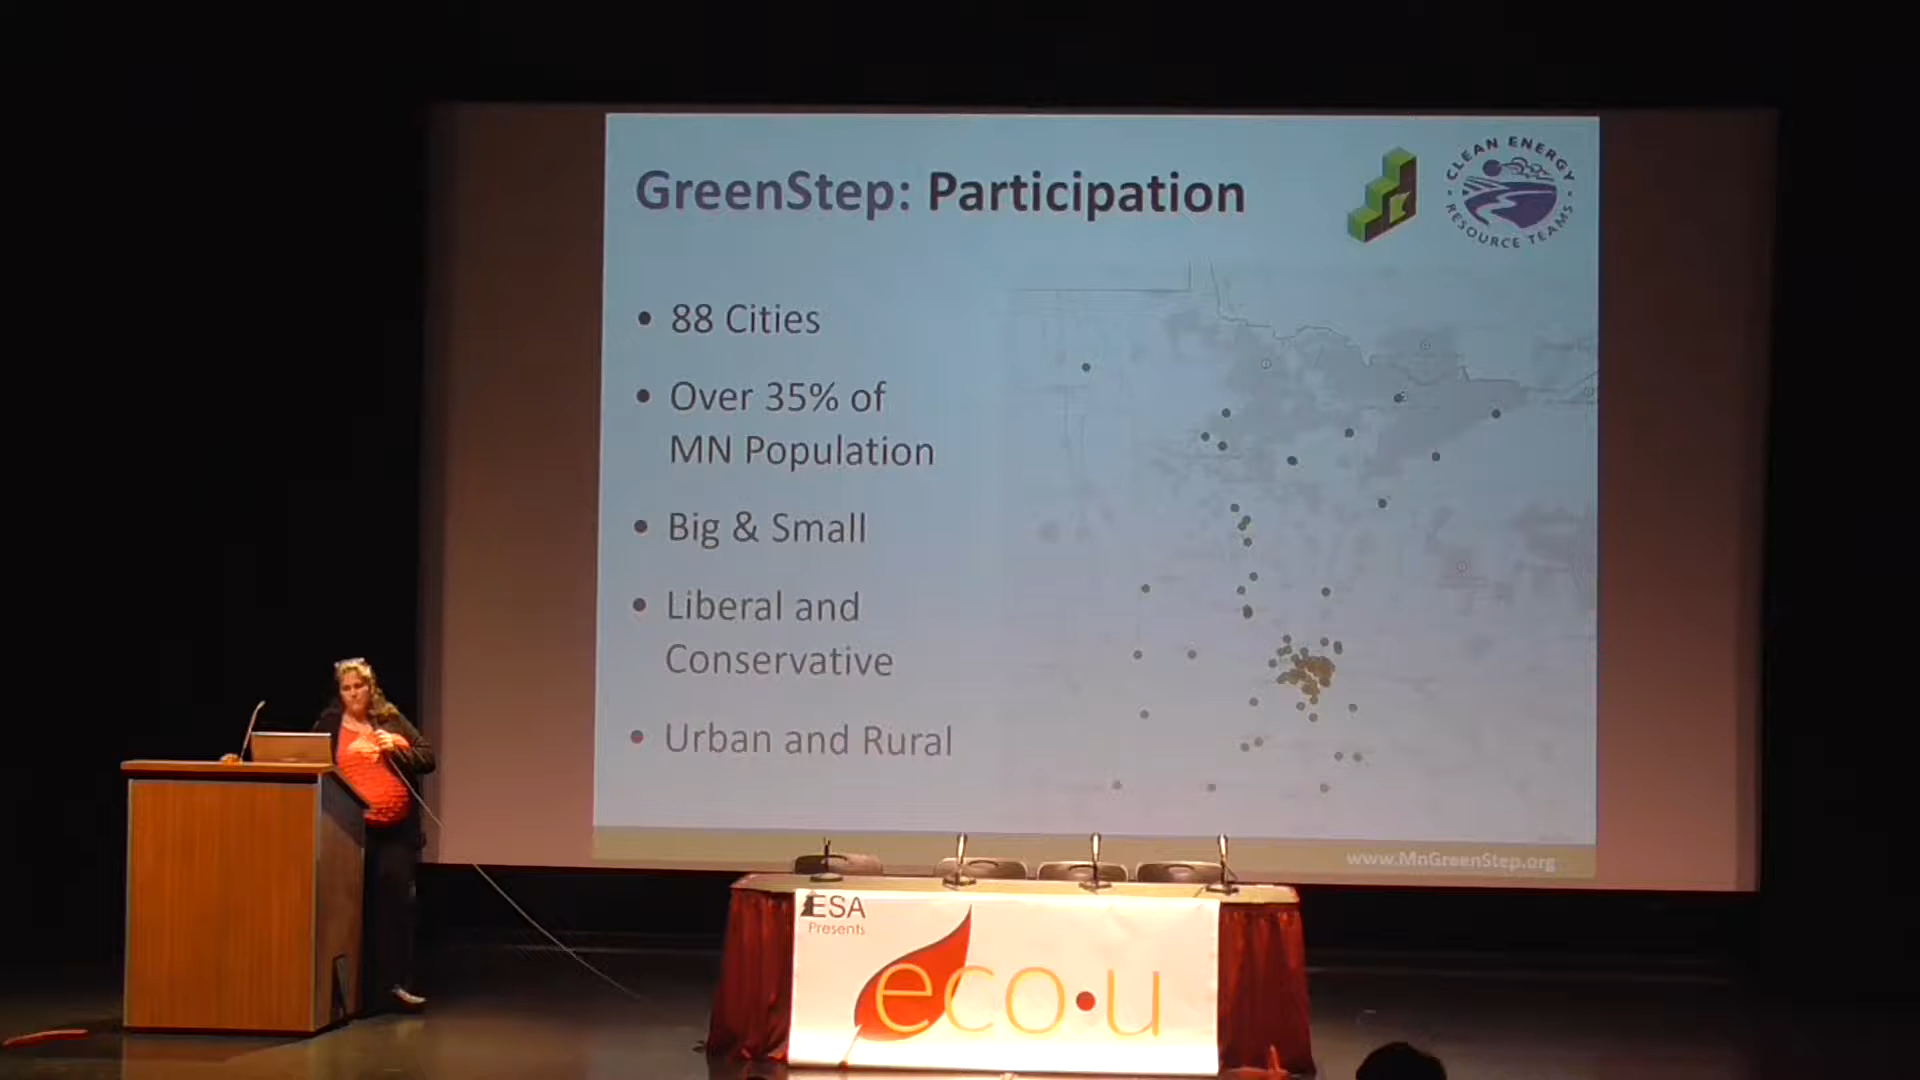 GreenStep: Participation
CLEAN ENERGY
RESOURCE TEAMS
• 88 Cities
• Over 35% of
MN Population
• Big & Small
• Liberal and
Conservative
• Urban and Rural
www.MnGreenStep.org
ESA
Presents
eco•u